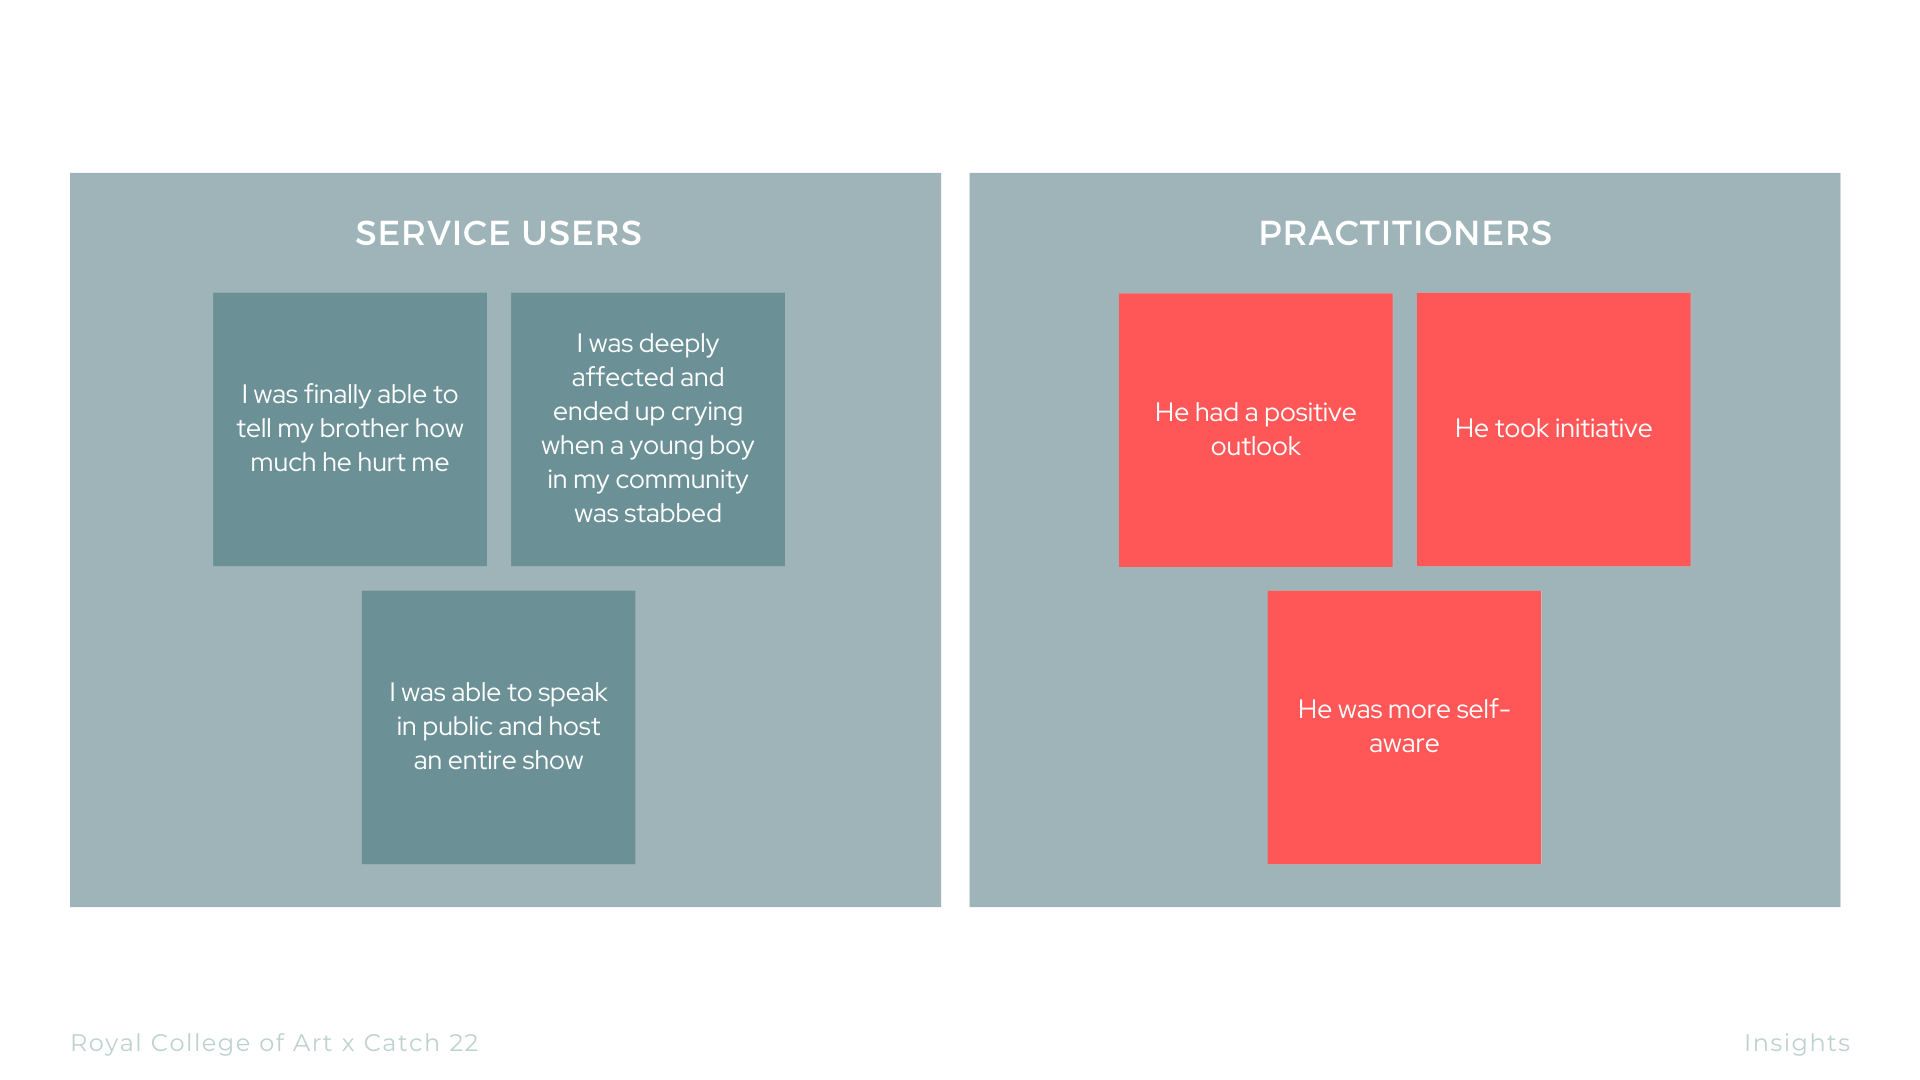 SERVICE USERS
I was finally able to
tell my brother how
much he hurt me
I was deeply
affected and
ended up crying
when a young boy
in my community
was stabbed
I was able to speak
in public and host
an entire show
PRACTITIONERS
He had a positive
outlook
He took initiative
He was more self-
aware
Royal College of Art x Catch 22
Insights